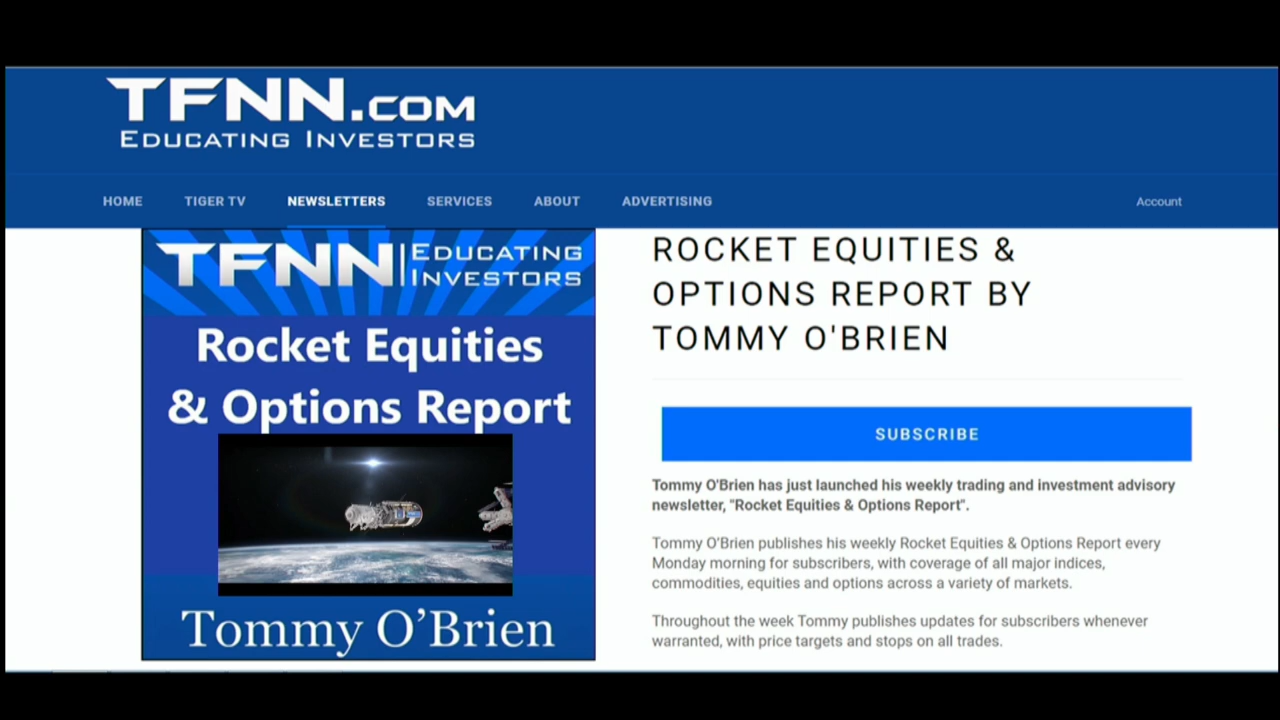 TFNN.COM
EDUCATING INVESTORS
HOME TIGER TV NEWSLETTERS SERVICES ABOUT ADVERTISING Account
TFNN EDUCATING
INVESTORS
Rocket Equities
& Options Report
Tommy O’Brien
ROCKET EQUITIES &
OPTIONS REPORT BY
TOMMY O'BRIEN
SUBSCRIBE
Tommy O'Brien has just launched his weekly trading and investment advisory
newsletter, "Rocket Equities & Options Report".
Tommy O'Brien publishes his weekly Rocket Equities & Options Report every
Monday morning for subscribers, with coverage of all major indices,
commodities, equities and options across a variety of markets.
Throughout the week Tommy publishes updates for subscribers whenever
warranted, with price targets and stops on all trades.